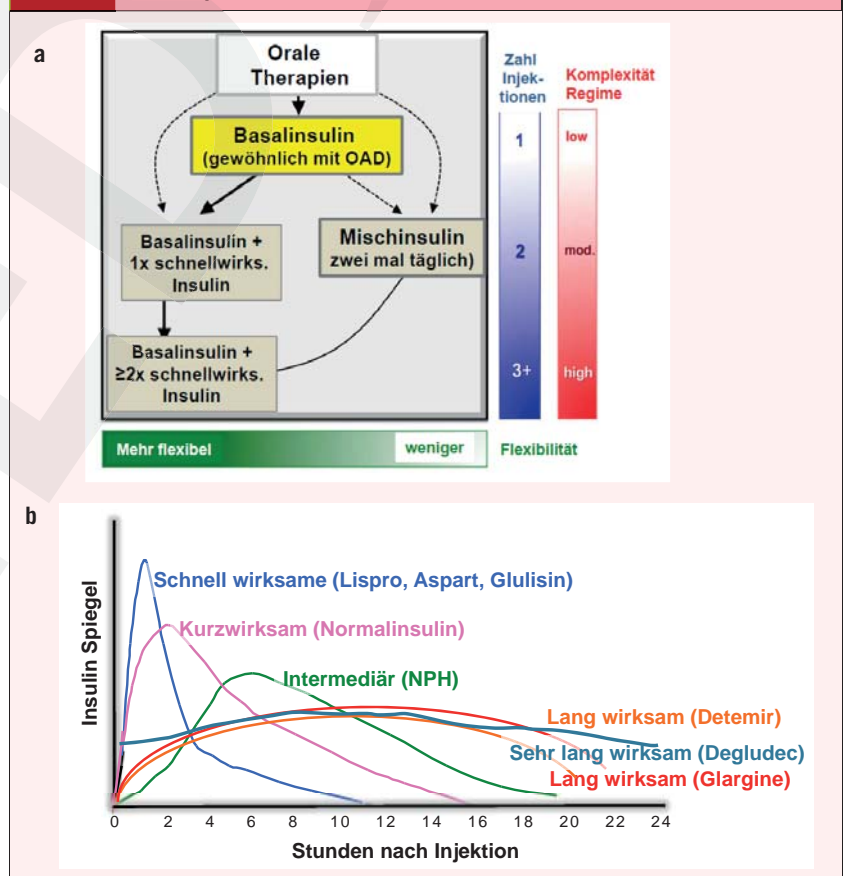 a
Orale
Therapien
Basalinsulin
(gewöhnlich mit OAD)
Basalinsulin +
1x schnellwirks.
Insulin
Mischinsulin
zwei mal täglich)
Basalinsulin +
≥2x schnellwirks.
Insulin
Zahl
Injek-
tionen
1
2
3+
Komplexität
Regime
low
mod.
high
Mehr flexibel
weniger
Flexibilität
b
Insulin Spiegel
Schnell wirksame (Lispro, Aspart, Glulisin)
Kurzwirksam (Normalinsulin)
Intermediär (NPH)
Lang wirksam (Detemir)
Sehr lang wirksam (Degludec)
Lang wirksam (Glargine)
0 2 4 6 8 10 12 14 16 18 20 22 24
Stunden nach Injektion